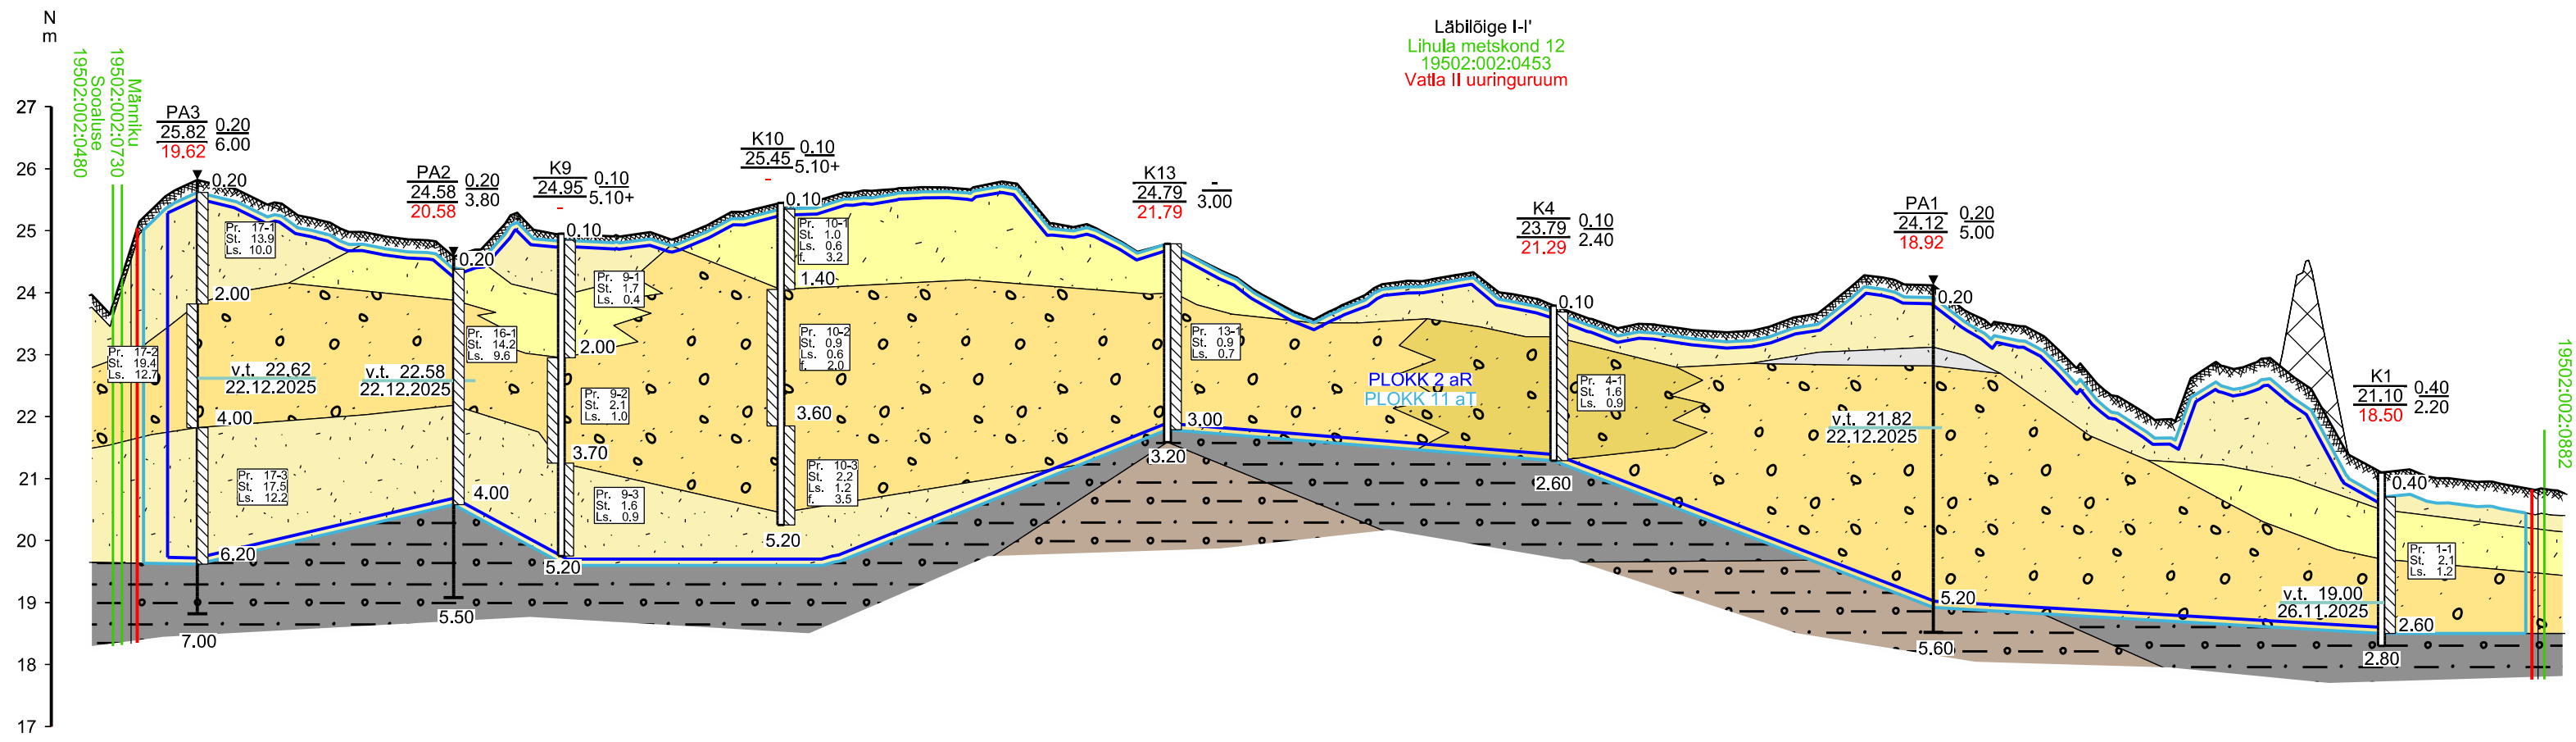 N
m
Läbilõige I-I'
Lihula metskond 12
19502:002:0453
Vatla II uuringuruum
27
26
25
24
23
22
21
20
19
18
17
19502:002:0480
Sooaluse
19502:002:0730
Männiku
PA3
25.82 0.20
19.62 6.00
0.20
2.00
4.00
6.20
7.00
Pr. 17-1
St. 13.9
Ls. 10.0
Pr. 17-2
St. 19.4
Ls. 12.7
Pr. 17-3
St. 17.5
Ls. 12.2
v.t. 22.62
22.12.2025
PA2
24.58 0.20
20.58 3.80
0.20
4.00
5.50
Pr. 16-1
St. 14.2
Ls. 9.6
v.t. 22.58
22.12.2025
K9
24.95 0.10
- 5.10+
0.10
2.00
3.70
5.20
Pr. 9-1
St. 1.7
Ls. 0.4
Pr. 9-2
St. 2.1
Ls. 1.0
Pr. 9-3
St. 1.6
Ls. 0.9
K10
25.45 0.10
- 5.10+
0.10
1.40
3.60
5.20
Pr. 10-1
St. 1.0
Ls. 0.6
f. 3.2
Pr. 10-2
St. 0.9
Ls. 0.6
f. 2.0
Pr. 10-3
St. 2.2
Ls. 1.2
f. 3.5
K13
24.79 -
21.79 3.00
3.00
3.20
Pr. 13-1
St. 0.9
Ls. 0.7
PLOKK 2 aR
PLOKK 11 aT
K4
23.79 0.10
21.29 2.40
0.10
2.60
Pr. 4-1
St. 1.6
Ls. 0.9
PA1
24.12 0.20
18.92 5.00
0.20
5.20
5.60
v.t. 21.82
22.12.2025
K1
21.10 0.40
18.50 2.20
0.40
2.60
2.80
Pr. 1-1
St. 2.1
Ls. 1.2
v.t. 19.00
26.11.2025
19502:002:0882